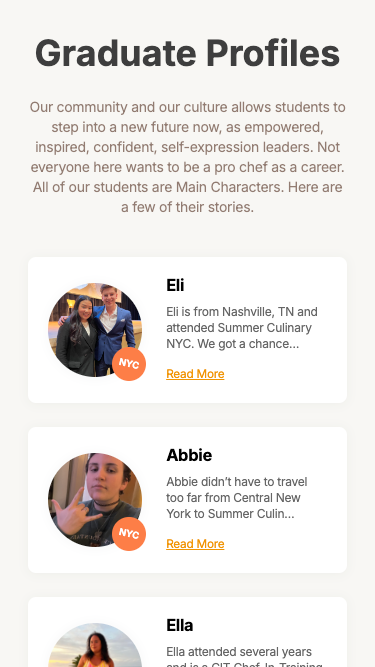 Graduate Profiles
Our community and our culture allows students to
step into a new future now, as empowered,
inspired, confident, self-expression leaders. Not
everyone here wants to be a pro chef as a career.
All of our students are Main Characters. Here are
a few of their stories.
Eli
Eli is from Nashville, TN and
attended Summer Culinary
NYC. We got a chance...
NYC
Read More
Abbie
Abbie didn't have to travel
too far from Central New
York to Summer Culin...
NYC
Read More
Ella
Ella attended several years
and is a CIT Chef-In-Training